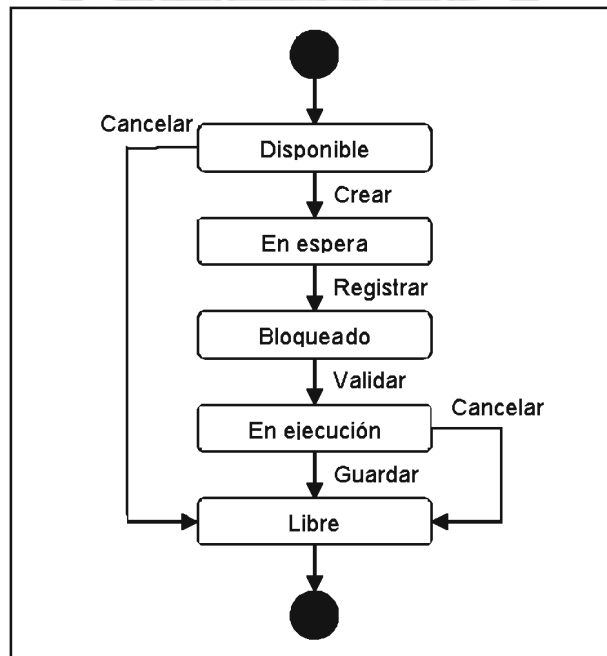 Cancelar
Disponible
Crear
En espera
Registrar
Bloqueado
Validar
Cancelar
En ejecución
Guardar
Libre